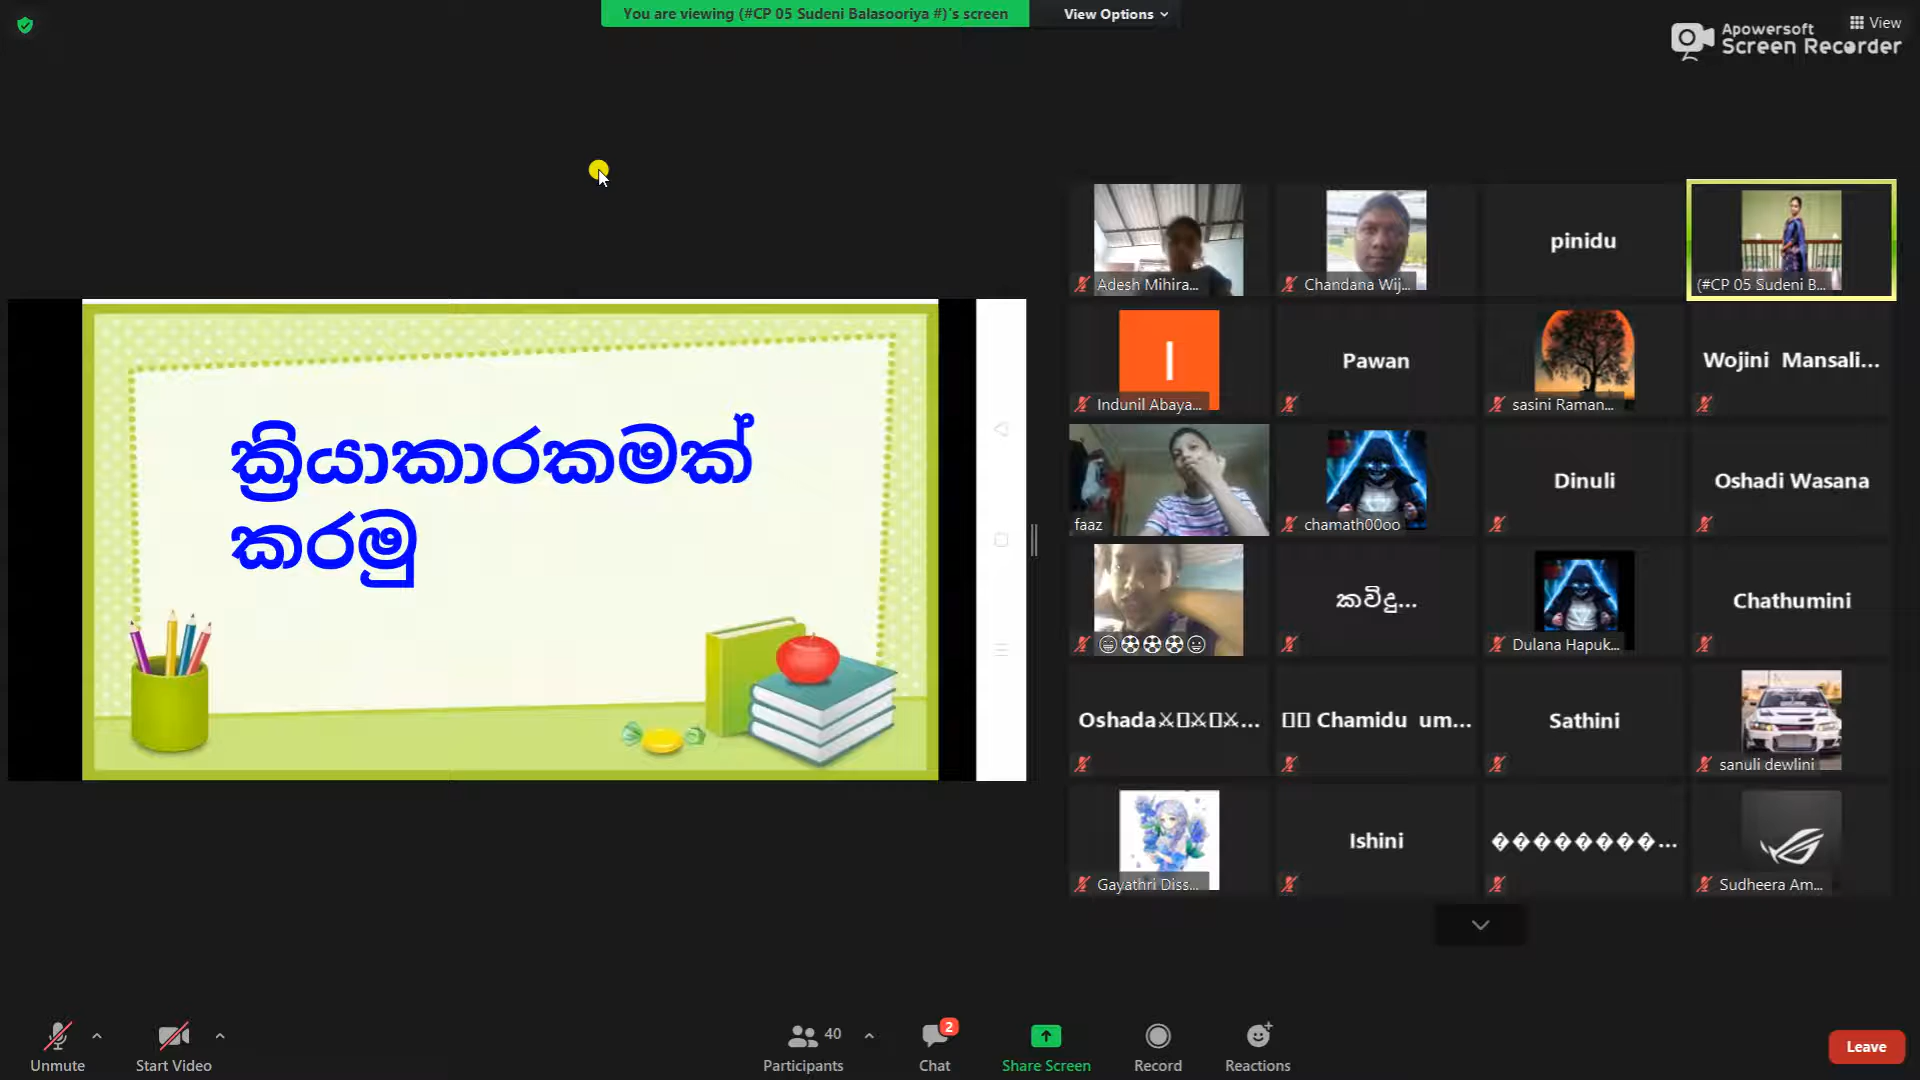 You are viewing (#CP 05 Sudeni Balasooriya #)'s screen
View Options
View
Apowersoft
Screen Recorder
ක්‍රියාකාරකමක්
කරමු
Adesh Mihira...
Chandana Wij...
pinidu
(#CP 05 Sudeni B...
I
Indunil Abaya...
Pawan
sasini Raman...
Wojini Mansali...
faaz
chamath00oo
Dinuli
Oshadi Wasana
කවිදු...
Dulana Hapuk...
Chathumini
Oshada⚔▯⚔▯⚔...
▯▯ Chamidu um...
Sathini
sanuli dewlini
Gayathri Diss...
Ishini
���������...
Sudheera Am...
Unmute
Start Video
40
Participants
2
Chat
Share Screen
Record
Reactions
Leave